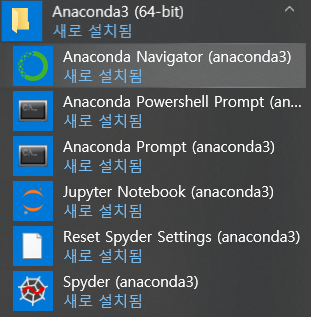 Anaconda3 (64-bit)
새로 설치됨
Anaconda Navigator (anaconda3)
새로 설치됨
Anaconda Powershell Prompt (an...
새로 설치됨
Anaconda Prompt (anaconda3)
새로 설치됨
Jupyter Notebook (anaconda3)
새로 설치됨
Reset Spyder Settings (anaconda3)
새로 설치됨
Spyder (anaconda3)
새로 설치됨